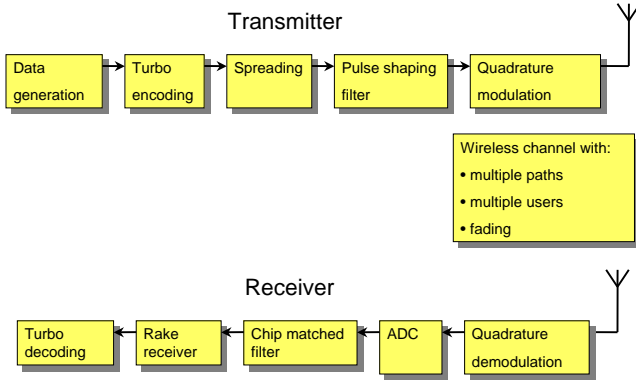 Transmitter
Data
generation
Turbo
encoding
Spreading
Pulse shaping
filter
Quadrature
modulation
Wireless channel with:
• multiple paths
• multiple users
• fading
Receiver
Turbo
decoding
Rake
receiver
Chip matched
filter
ADC
Quadrature
demodulation